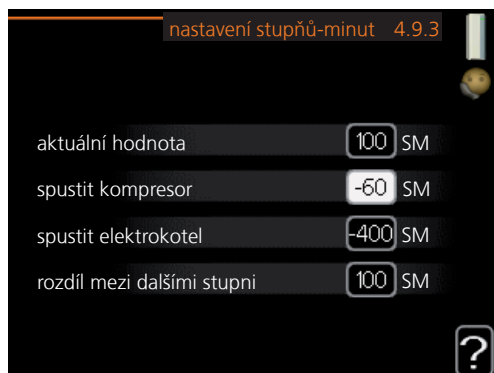 nastavení stupňů-minut 4.9.3
aktuální hodnota 100 SM
spustit kompresor -60 SM
spustit elektrokotel -400 SM
rozdíl mezi dalšími stupni 100 SM
?